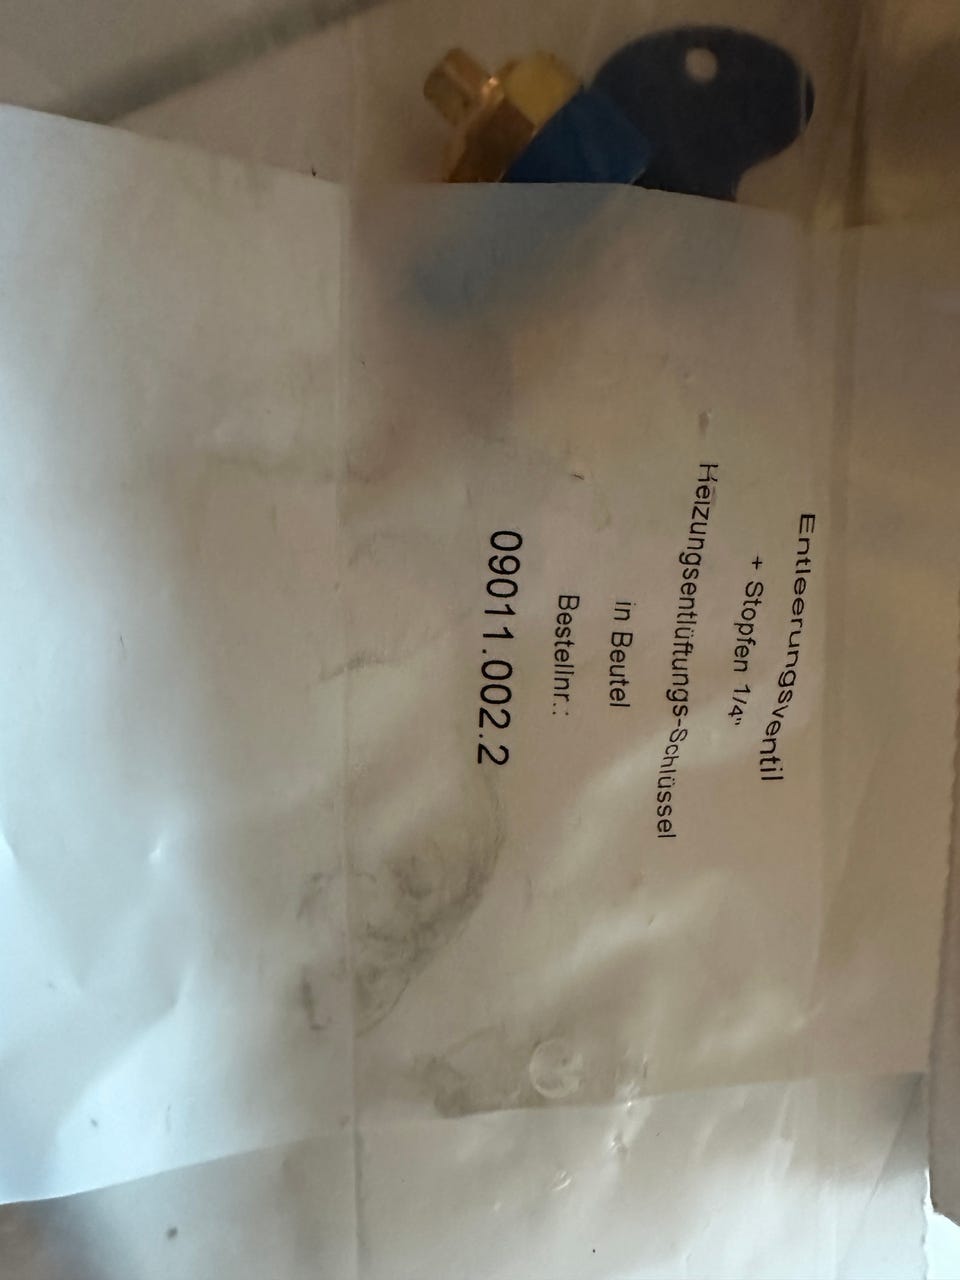 Entleerungsventil
+ Stopfen 1/4"
Heizungsentlüftungs-Schlüssel
in Beutel
Bestellnr.:
09011.002.2